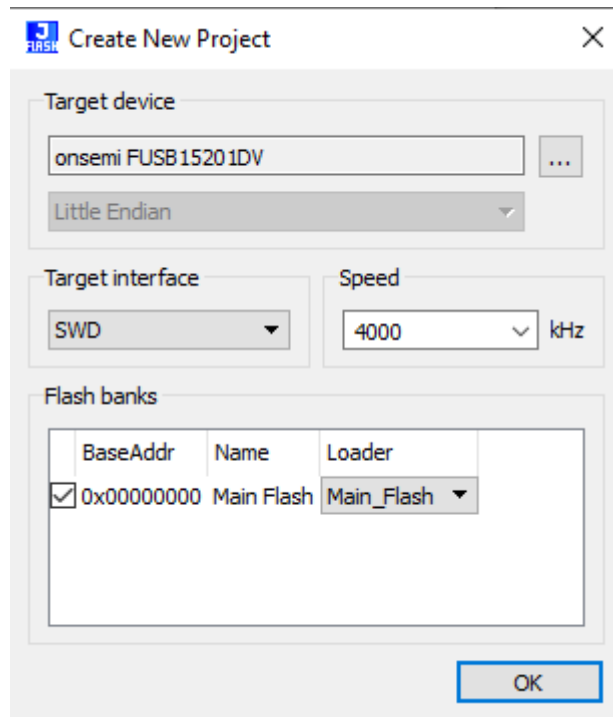 J
FLASH
Create New Project
Target device
onsemi FUSB15201DV
...
Little Endian
Target interface
Speed
SWD
4000
kHz
Flash banks
BaseAddr Name Loader
0x00000000 Main Flash Main_Flash
OK